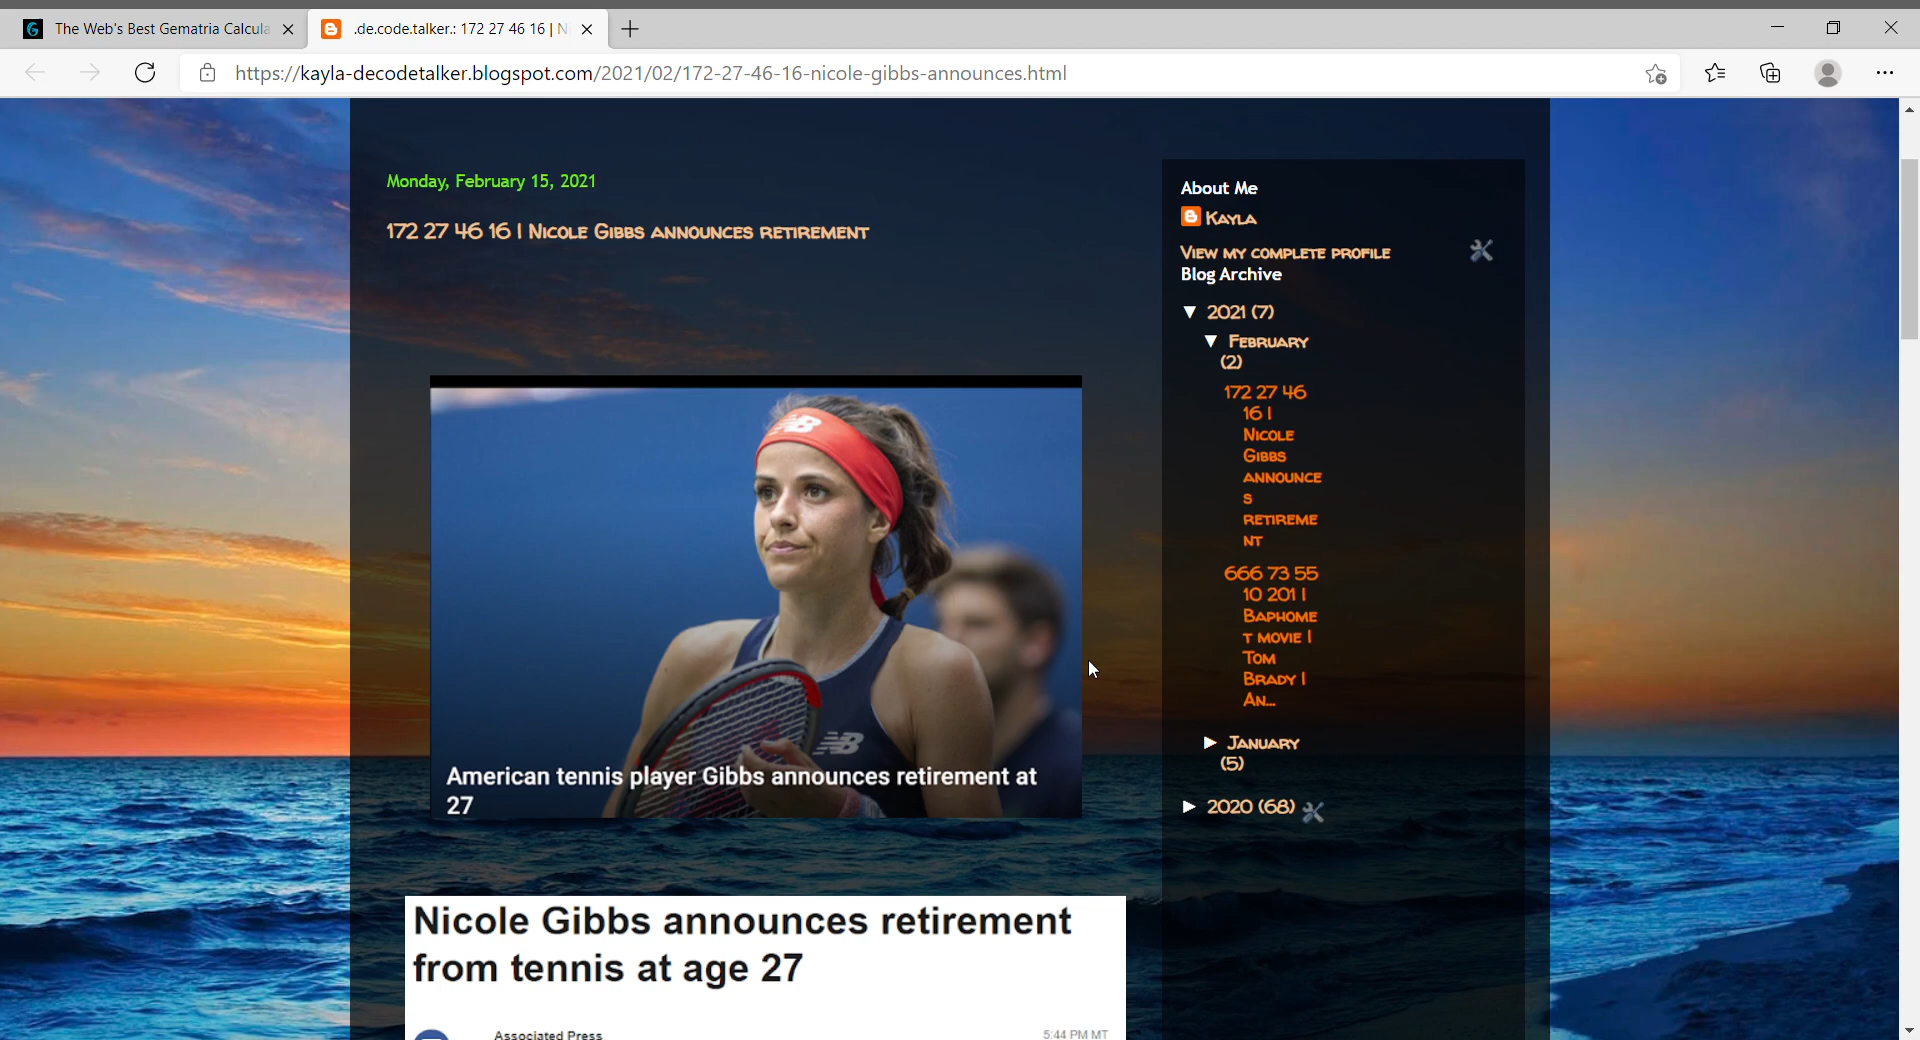 The Web's Best Gematria Calcula
.de.code.talker.: 172 27 46 16 | N
https://kayla-decodetalker.blogspot.com/2021/02/172-27-46-16-nicole-gibbs-announces.html
Monday, February 15, 2021
172 27 46 16 | Nicole Gibbs announces retirement
NB
NB
American tennis player Gibbs announces retirement at
27
Nicole Gibbs announces retirement
from tennis at age 27
Associated Press
5:44 PM MT
About Me
Kayla
View my complete profile
Blog Archive
▼ 2021 (7)
▼ February
(2)
172 27 46
16 |
Nicole
Gibbs
announce
s
retireme
nt
666 73 55
10 201 |
Baphome
t movie |
Tom
Brady |
An...
► January
(5)
► 2020 (68)